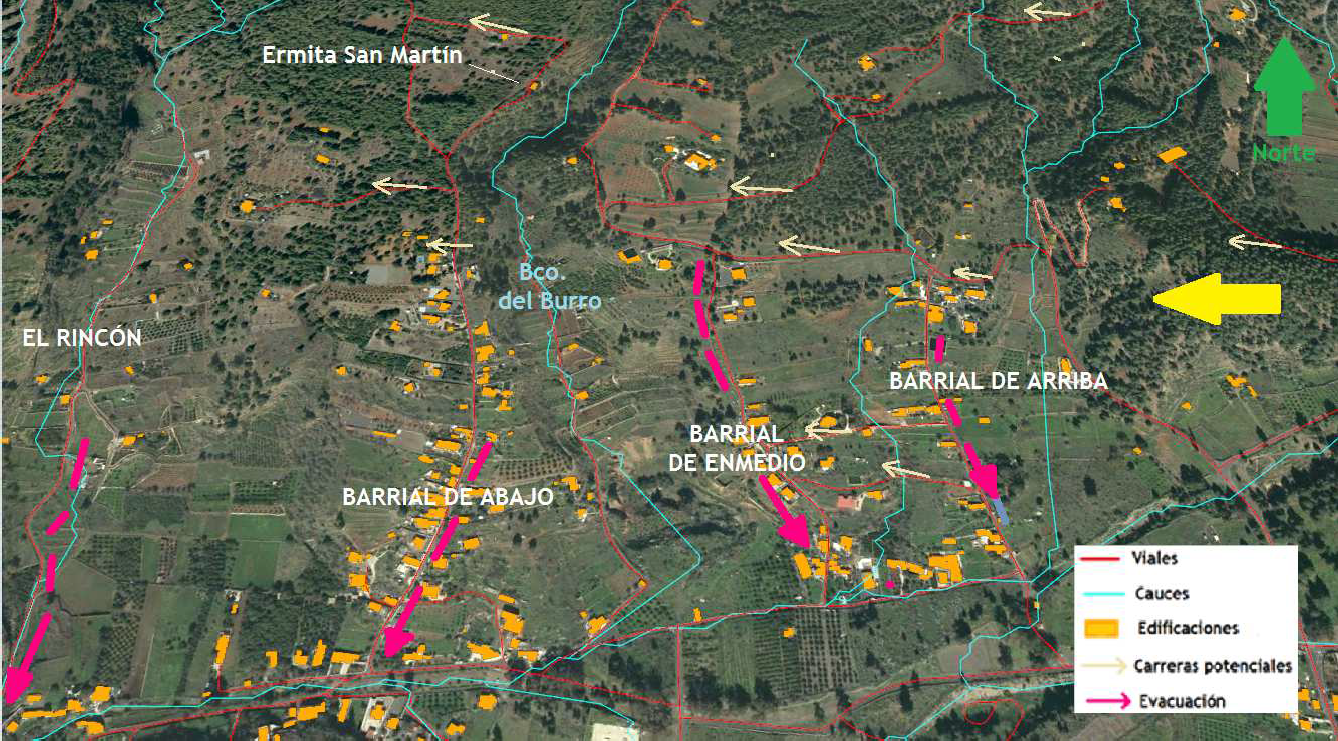 Ermita San Martín
Norte
Bco.
del Burro
EL RINCÓN
BARRIAL DE ARRIBA
BARRIAL
DE ENMEDIO
BARRIAL DE ABAJO
Viales
Cauces
Edificaciones
Carreras potenciales
Evacuación